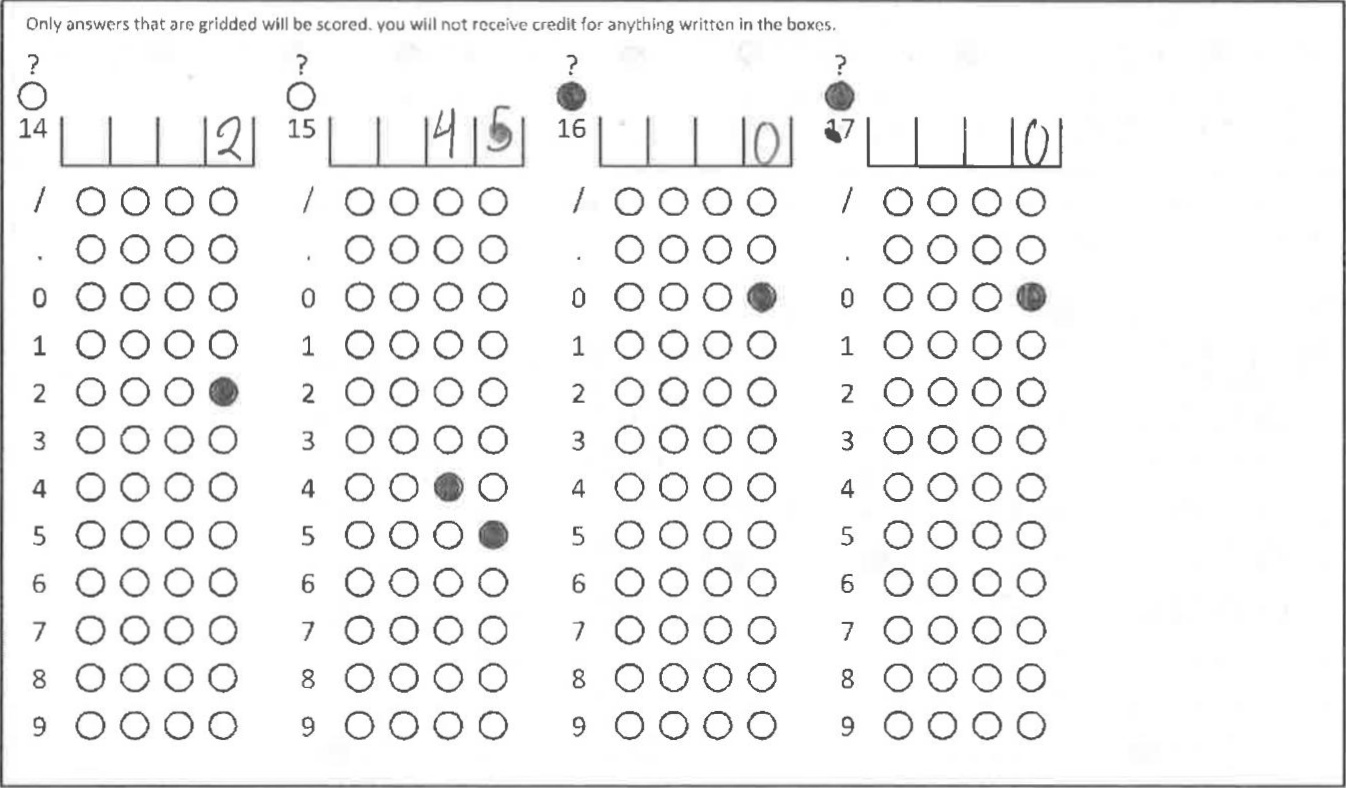 Only answers that are gridded will be scored. you will not receive credit for anything written in the boxes.
? ? ? ?
14 2 15 4 5 16 0 17 0
/ / / /
. . . .
0 0 0 0
1 1 1 1
2 2 2 2
3 3 3 3
4 4 4 4
5 5 5 5
6 6 6 6
7 7 7 7
8 8 8 8
9 9 9 9